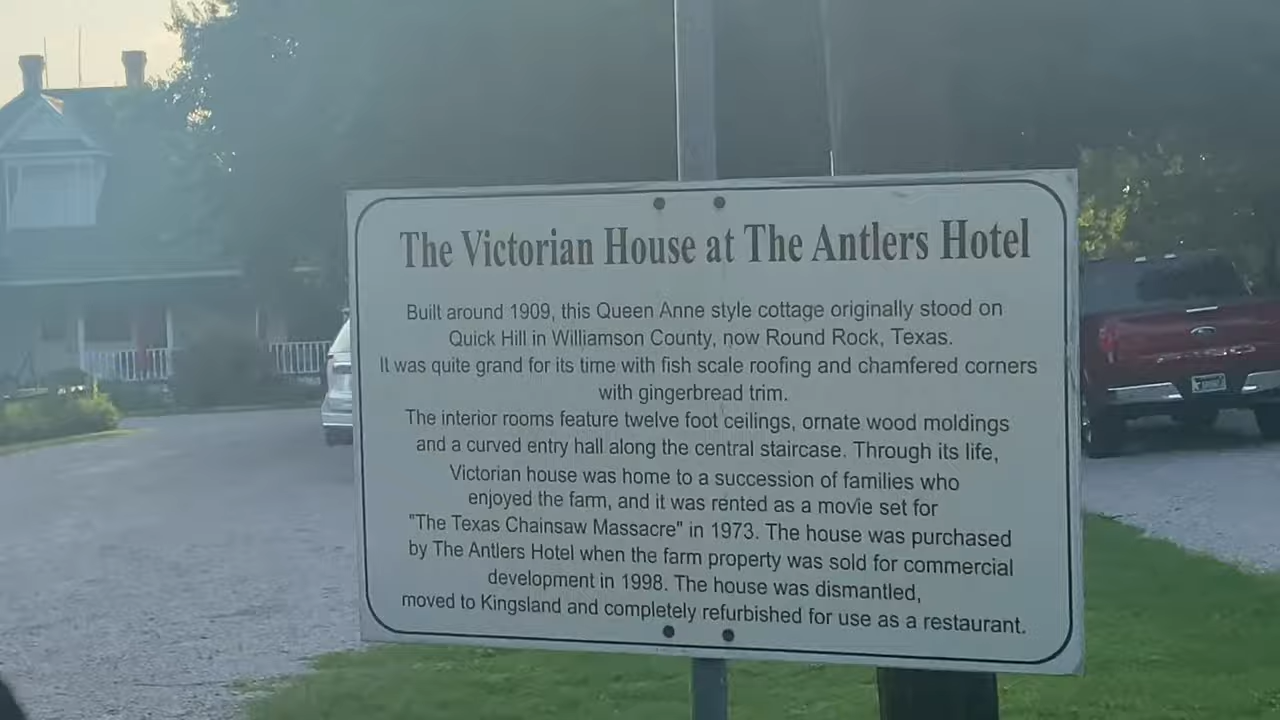 The Victorian House at The Antlers Hotel
Built around 1909, this Queen Anne style cottage originally stood on
Quick Hill in Williamson County, now Round Rock, Texas.
It was quite grand for its time with fish scale roofing and chamfered corners
with gingerbread trim.
The interior rooms feature twelve foot ceilings, ornate wood moldings
and a curved entry hall along the central staircase. Through its life,
Victorian house was home to a succession of families who
enjoyed the farm, and it was rented as a movie set for
"The Texas Chainsaw Massacre" in 1973. The house was purchased
by The Antlers Hotel when the farm property was sold for commercial
development in 1998. The house was dismantled,
moved to Kingsland and completely refurbished for use as a restaurant.